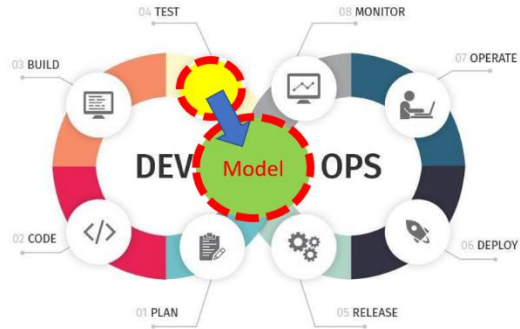 04 TEST
08 MONITOR
03 BUILD
07 OPERATE
DEV Model OPS
02 CODE
06 DEPLOY
01 PLAN
05 RELEASE